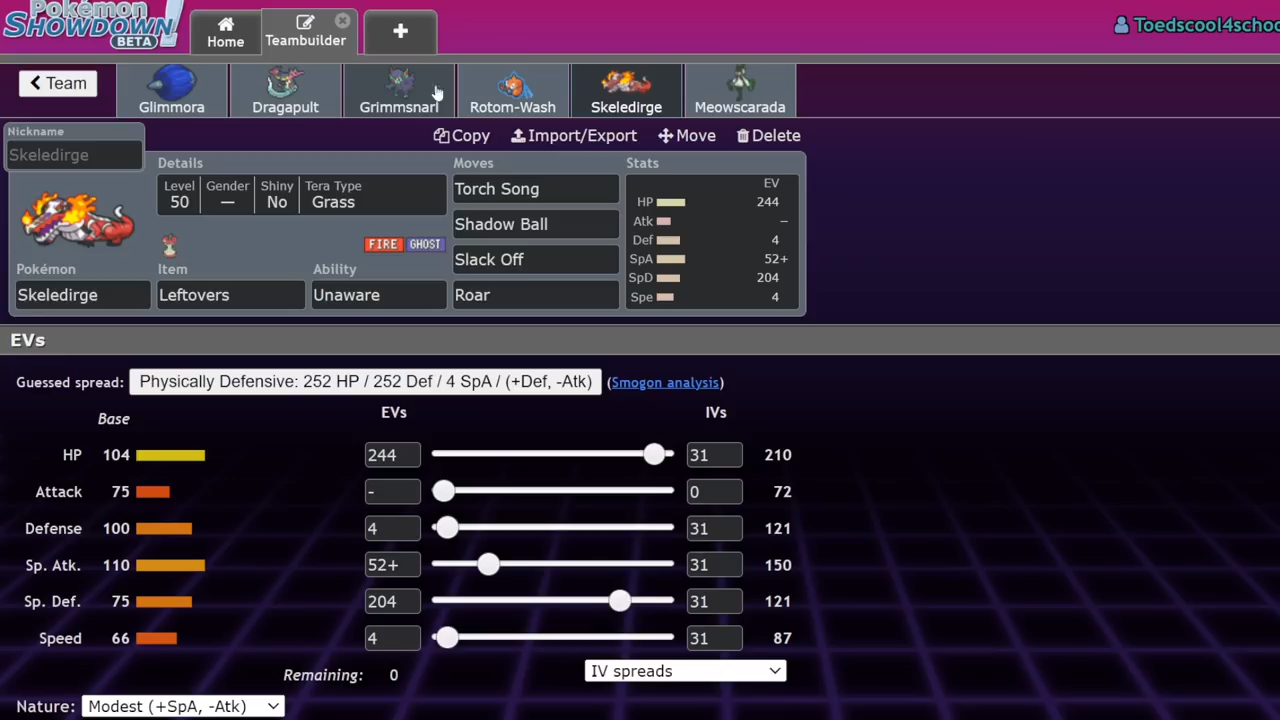 Pokémon
SHOWDOWN!
BETA
Home
Teambuilder
+
Toedscool4schoo
Team
Glimmora
Dragapult
Grimmsnarl
Rotom-Wash
Skeledirge
Meowscarada
Nickname
Skeledirge
Copy
Import/Export
Move
Delete
Details
Level
Gender
Shiny
Tera Type
50
—
No
Grass
FIRE GHOST
Pokémon
Item
Ability
Skeledirge
Leftovers
Unaware
Moves
Torch Song
Shadow Ball
Slack Off
Roar
Stats
EV
HP 244
Atk –
Def 4
SpA 52+
SpD 204
Spe 4
EVs
Guessed spread: Physically Defensive: 252 HP / 252 Def / 4 SpA / (+Def, -Atk) (Smogon analysis)
Base EVs IVs
HP 104 244 31 210
Attack 75 - 0 72
Defense 100 4 31 121
Sp. Atk. 110 52+ 31 150
Sp. Def. 75 204 31 121
Speed 66 4 31 87
Remaining: 0 IV spreads
Nature: Modest (+SpA, -Atk)